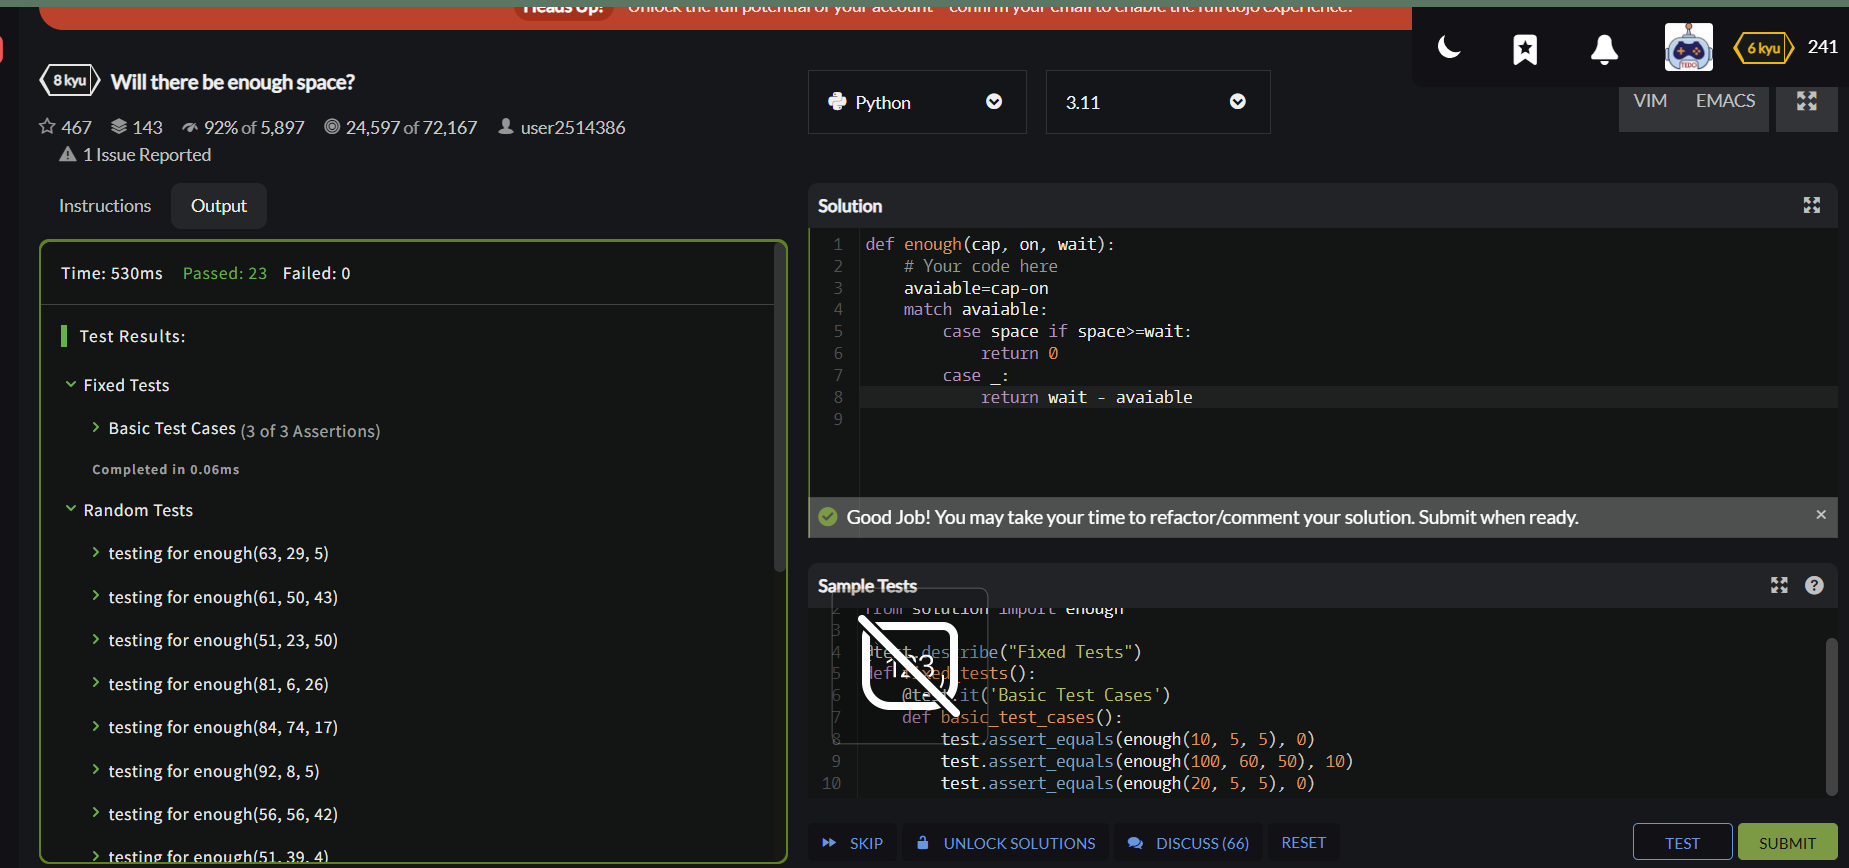 Heads Up! Unlock the full potential of your account - confirm your email to enable the full dojo experience.
TEDO
6 kyu 241
8 kyu Will there be enough space?
467 143 92% of 5,897 24,597 of 72,167 user2514386
1 Issue Reported
Python 3.11 VIM EMACS
Instructions Output
Time: 530ms Passed: 23 Failed: 0
Test Results:
Fixed Tests
Basic Test Cases (3 of 3 Assertions)
Completed in 0.06ms
Random Tests
testing for enough(63, 29, 5)
testing for enough(61, 50, 43)
testing for enough(51, 23, 50)
testing for enough(81, 6, 26)
testing for enough(84, 74, 17)
testing for enough(92, 8, 5)
testing for enough(56, 56, 42)
testing for enough(51, 39, 4)
Solution
1 def enough(cap, on, wait):
2 # Your code here
3 avaiable=cap-on
4 match avaiable:
5 case space if space>=wait:
6 return 0
7 case _:
8 return wait - avaiable
9
Good Job! You may take your time to refactor/comment your solution. Submit when ready.
Sample Tests
2 from solution import enough
3
4 @test.describe("Fixed Tests")
5 def fixed_tests():
6 @test.it('Basic Test Cases')
7 def basic_test_cases():
8 test.assert_equals(enough(10, 5, 5), 0)
9 test.assert_equals(enough(100, 60, 50), 10)
10 test.assert_equals(enough(20, 5, 5), 0)
123
SKIP UNLOCK SOLUTIONS DISCUSS (66) RESET TEST SUBMIT